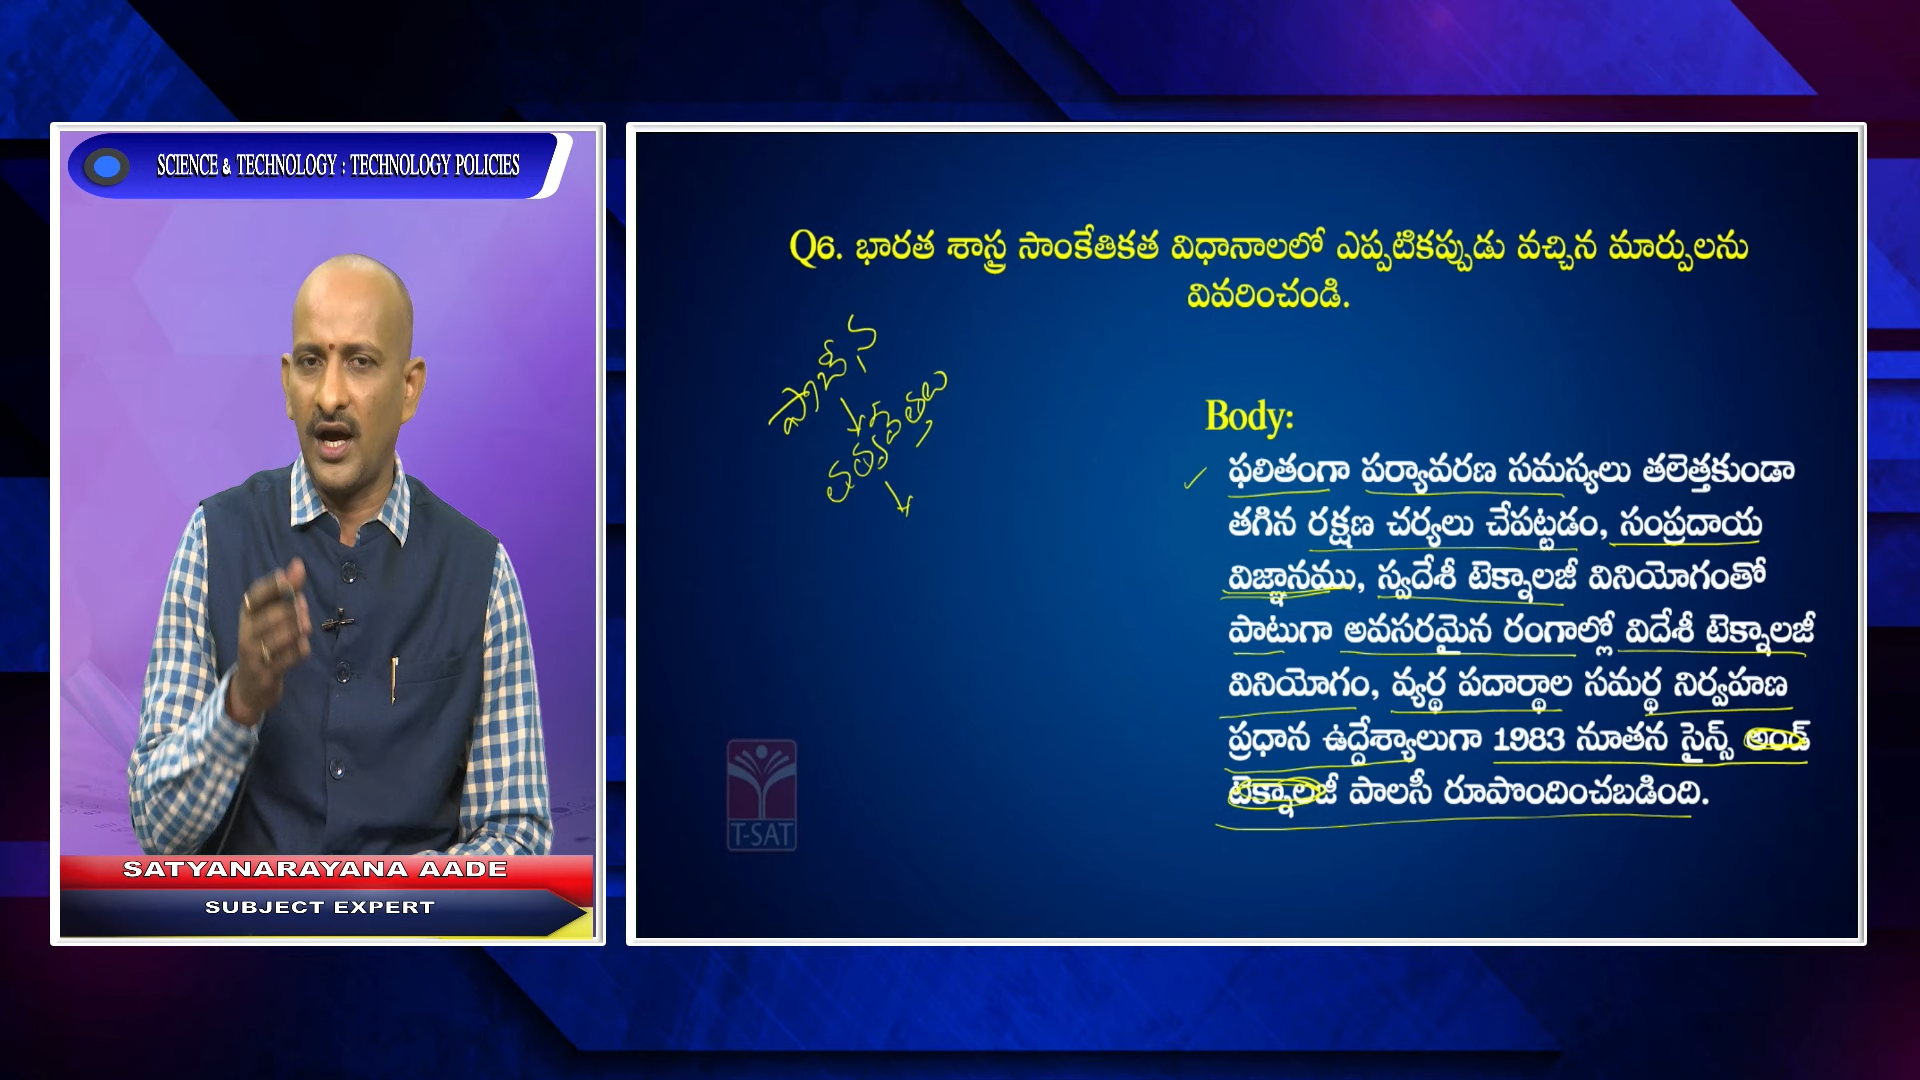 SCIENCE & TECHNOLOGY : TECHNOLOGY POLICIES
SATYANARAYANA AADE
SUBJECT EXPERT
Q6. భారత శాస్త్ర సాంకేతికత విధానాలలో ఎప్పటికప్పుడు వచ్చిన మార్పులను
వివరించండి.
Body:
ఫలితంగా పర్యావరణ సమస్యలు తలెత్తకుండా
తగిన రక్షణ చర్యలు చేపట్టడం, సంప్రదాయ
విజ్ఞానము, స్వదేశీ టెక్నాలజీ వినియోగంతో
పాటుగా అవసరమైన రంగాల్లో విదేశీ టెక్నాలజీ
వినియోగం, వ్యర్థ పదార్థాల సమర్థ నిర్వహణ
ప్రధాన ఉద్దేశ్యాలుగా 1983 నూతన సైన్స్ అండ్
టెక్నాలజీ పాలసీ రూపొందించబడింది.
T-SAT